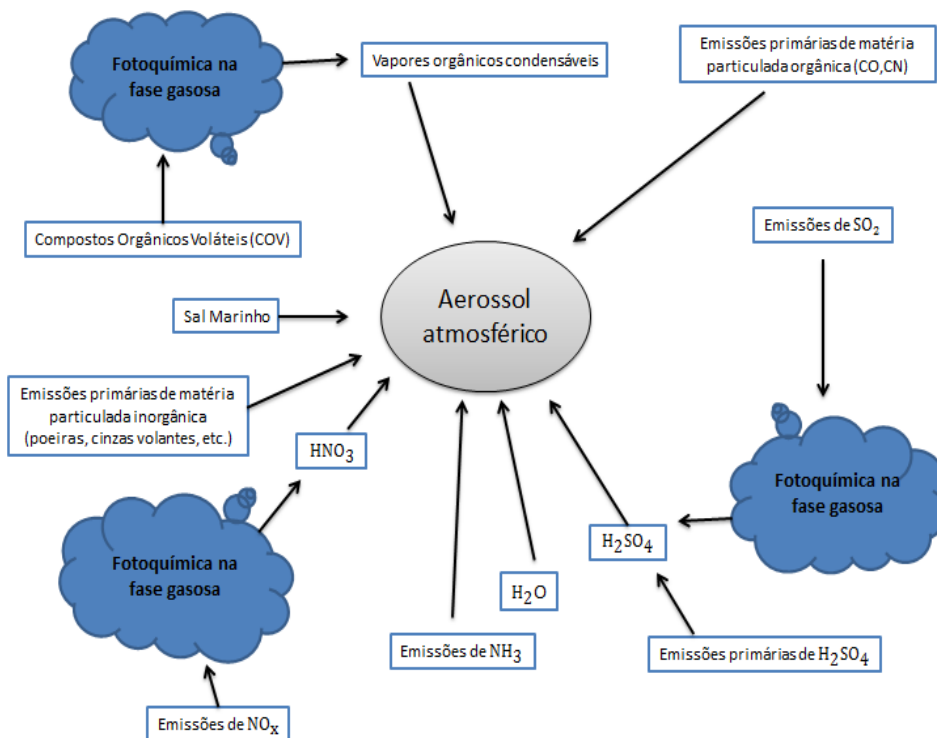 Fotoquímica na
fase gasosa
Vapores orgânicos condensáveis
Emissões primárias de matéria
particulada orgânica (CO,CN)
Compostos Orgânicos Voláteis (COV)
Emissões de SO₂
Sal Marinho
Aerossol
atmosférico
Emissões primárias de matéria
particulada inorgânica
(poeiras, cinzas volantes, etc.)
HNO₃
Fotoquímica na
fase gasosa
H₂SO₄
Fotoquímica na
fase gasosa
H₂O
Emissões de NH₃
Emissões primárias de H₂SO₄
Emissões de NOₓ